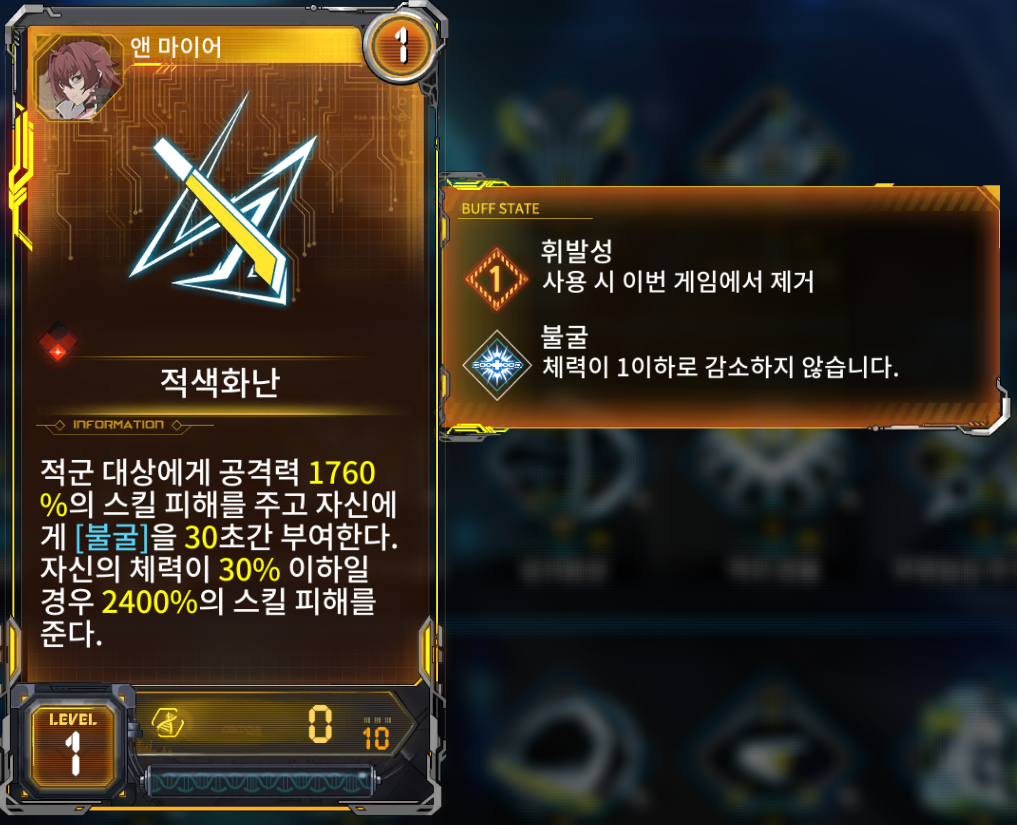 앤 마이어
1
적색화난
INFORMATION
적군 대상에게 공격력 1760
%의 스킬 피해를 주고 자신에
게 [불굴]을 30초간 부여한다.
자신의 체력이 30% 이하일
경우 2400%의 스킬 피해를
준다.
LEVEL
1
0
10
BUFF STATE
1
휘발성
사용 시 이번 게임에서 제거
불굴
체력이 1이하로 감소하지 않습니다.